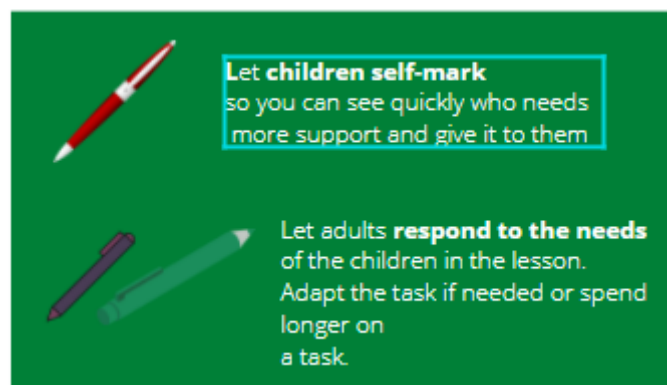 Let children self-mark
so you can see quickly who needs
more support and give it to them
Let adults respond to the needs
of the children in the lesson.
Adapt the task if needed or spend
longer on
a task.